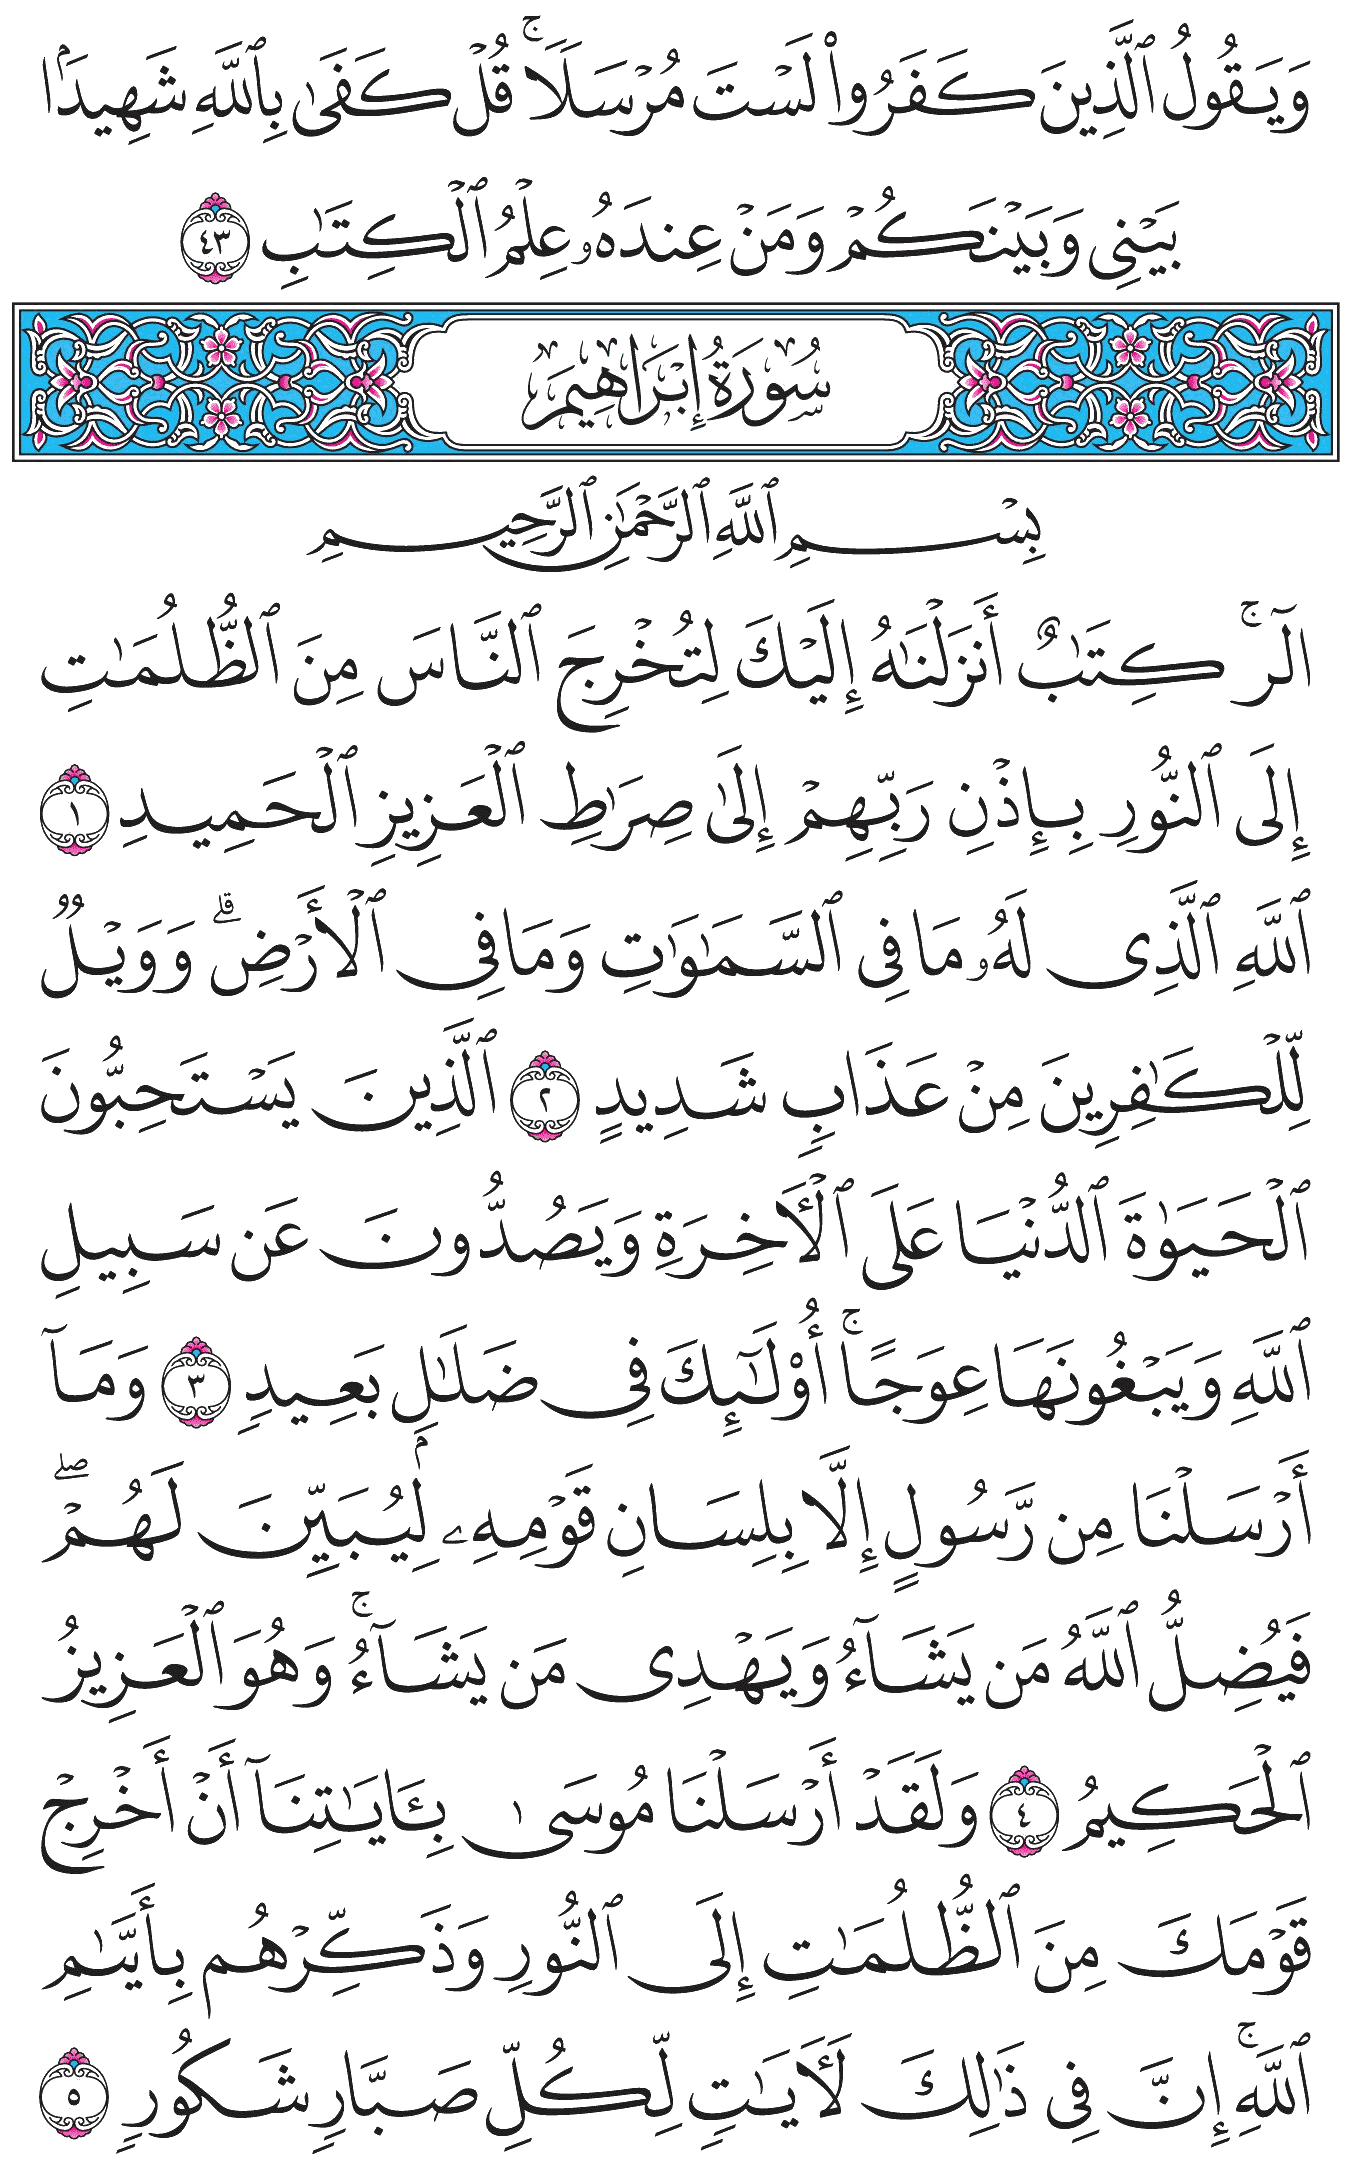 وَيَقُولُ ٱلَّذِينَ كَفَرُوا۟ لَسْتَ مُرْسَلًا ۚ قُلْ كَفَىٰ بِٱللَّهِ شَهِيدًۢا
بَيْنِى وَبَيْنَكُمْ وَمَنْ عِندَهُۥ عِلْمُ ٱلْكِتَـٰبِ ٤٣
سُورَةُ إِبْرَاهِيمَ
بِسْمِ ٱللَّهِ ٱلرَّحْمَـٰنِ ٱلرَّحِيمِ
الٓر ۚ كِتَـٰبٌ أَنزَلْنَـٰهُ إِلَيْكَ لِتُخْرِجَ ٱلنَّاسَ مِنَ ٱلظُّلُمَـٰتِ
إِلَى ٱلنُّورِ بِإِذْنِ رَبِّهِمْ إِلَىٰ صِرَٰطِ ٱلْعَزِيزِ ٱلْحَمِيدِ ١
ٱللَّهِ ٱلَّذِى لَهُۥ مَا فِى ٱلسَّمَـٰوَٰتِ وَمَا فِى ٱلْأَرْضِ ۗ وَوَيْلٌ
لِّلْكَـٰفِرِينَ مِنْ عَذَابٍ شَدِيدٍ ٢ ٱلَّذِينَ يَسْتَحِبُّونَ
ٱلْحَيَوٰةَ ٱلدُّنْيَا عَلَى ٱلْـَٔاخِرَةِ وَيَصُدُّونَ عَن سَبِيلِ
ٱللَّهِ وَيَبْغُونَهَا عِوَجًا ۚ أُو۟لَـٰٓئِكَ فِى ضَلَـٰلٍۭ بَعِيدٍ ٣ وَمَآ
أَرْسَلْنَا مِن رَّسُولٍ إِلَّا بِلِسَانِ قَوْمِهِۦ لِيُبَيِّنَ لَهُمْ ۖ
فَيُضِلُّ ٱللَّهُ مَن يَشَآءُ وَيَهْدِى مَن يَشَآءُ ۚ وَهُوَ ٱلْعَزِيزُ
ٱلْحَكِيمُ ٤ وَلَقَدْ أَرْسَلْنَا مُوسَىٰ بِـَٔايَـٰتِنَآ أَنْ أَخْرِجْ
قَوْمَكَ مِنَ ٱلظُّلُمَـٰتِ إِلَى ٱلنُّورِ وَذَكِّرْهُم بِأَيَّىٰمِ
ٱللَّهِ ۚ إِنَّ فِى ذَٰلِكَ لَـَٔايَـٰتٍ لِّكُلِّ صَبَّارٍ شَكُورٍ ٥